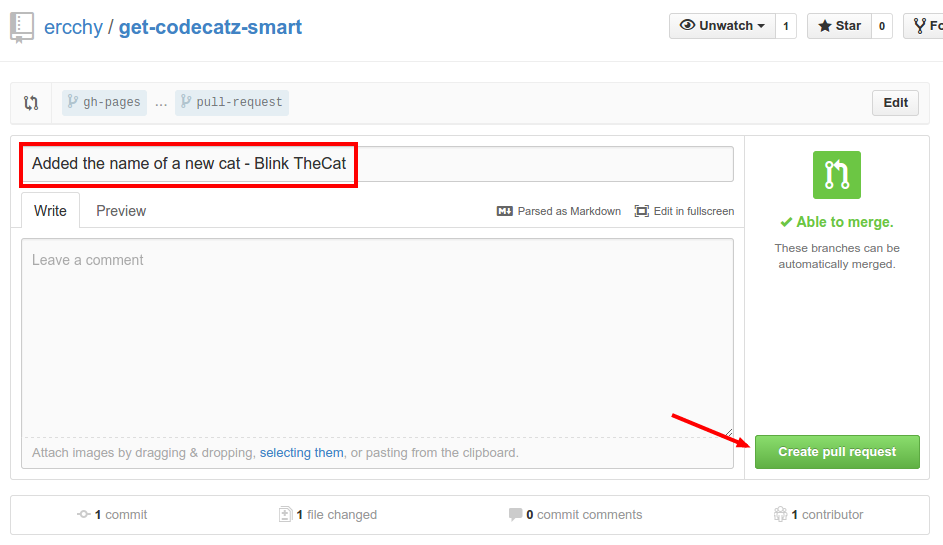 ercchy / get-codecatz-smart
Unwatch 1 Star 0 Fo
gh-pages ... pull-request Edit
Added the name of a new cat - Blink TheCat
Write Preview Parsed as Markdown Edit in fullscreen
Able to merge.
These branches can be
automatically merged.
Leave a comment
Attach images by dragging & dropping, selecting them, or pasting from the clipboard.
Create pull request
1 commit 1 file changed 0 commit comments 1 contributor